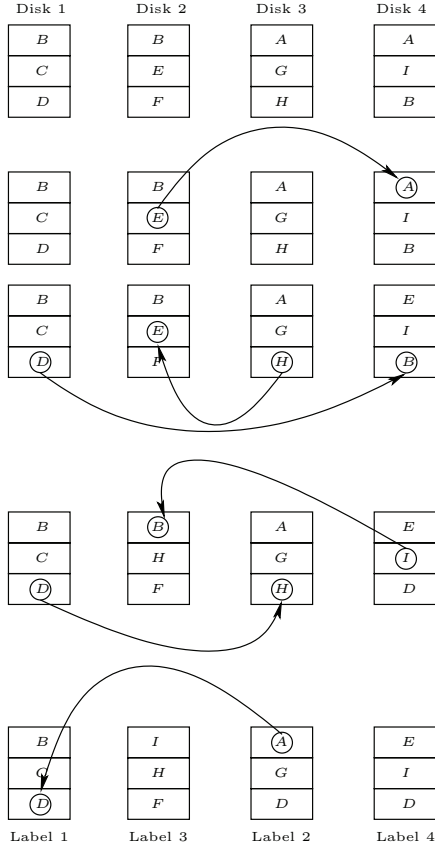 Disk 1 Disk 2 Disk 3 Disk 4
B B A A
C E G I
D F H B
B B A A
C E G I
D F H B
B B A E
C E G I
D F H B
B B A E
C H G I
D F H D
B I A E
C H G I
D F D D
Label 1 Label 3 Label 2 Label 4